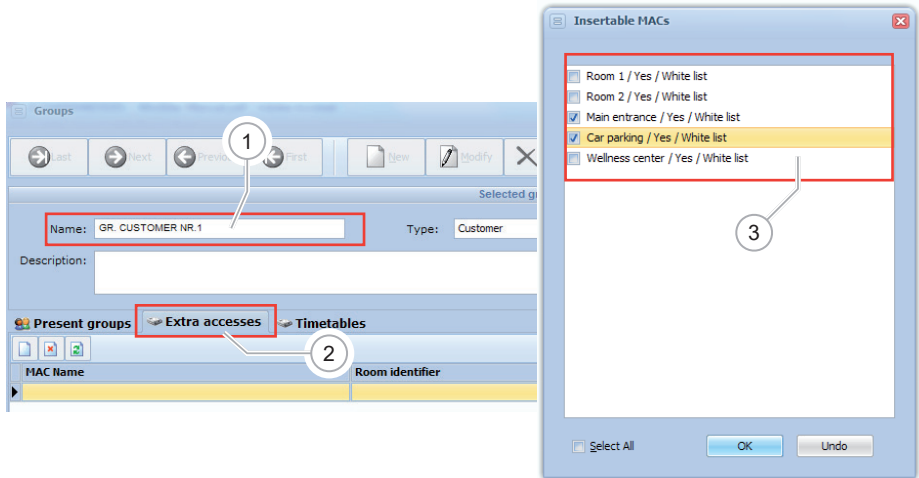 Groups
Last Next Previous First New Modify
Selected g
Name: GR. CUSTOMER NR.1 Type: Customer
Description:
Present groups Extra accesses Timetables
MAC Name Room identifier
1
2
Insertable MACs
Room 1 / Yes / White list
Room 2 / Yes / White list
Main entrance / Yes / White list
Car parking / Yes / White list
Wellness center / Yes / White list
3
Select All OK Undo